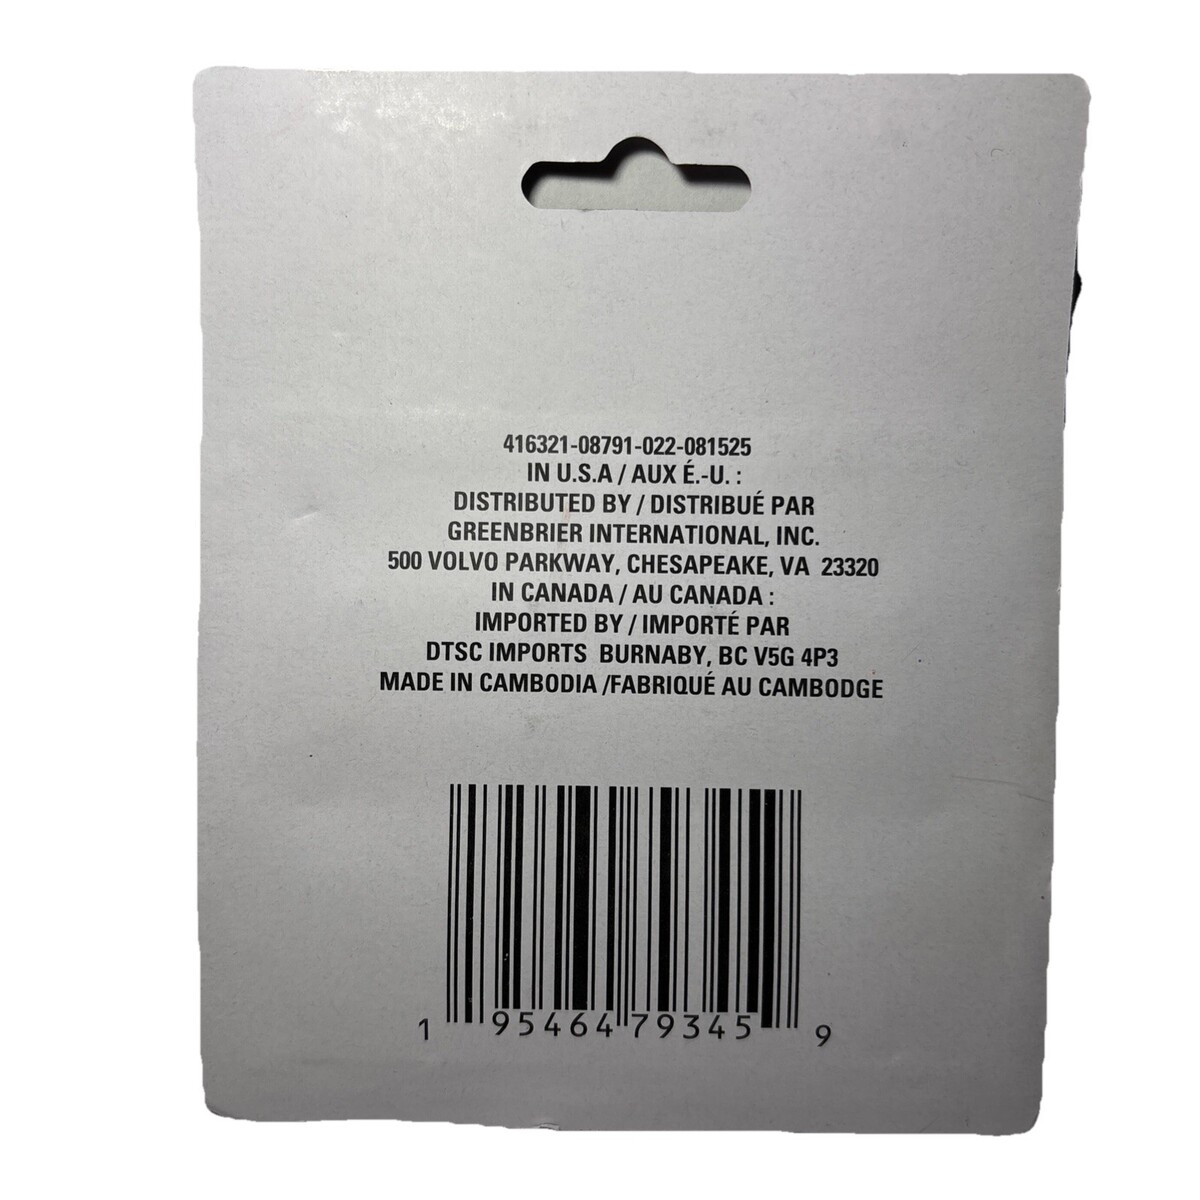 416321-08791-022-081525
IN U.S.A / AUX É.-U. :
DISTRIBUTED BY / DISTRIBUÉ PAR
GREENBRIER INTERNATIONAL, INC.
500 VOLVO PARKWAY, CHESAPEAKE, VA 23320
IN CANADA / AU CANADA :
IMPORTED BY / IMPORTÉ PAR
DTSC IMPORTS BURNABY, BC V5G 4P3
MADE IN CAMBODIA /FABRIQUÉ AU CAMBODGE
1 95464 79345 9